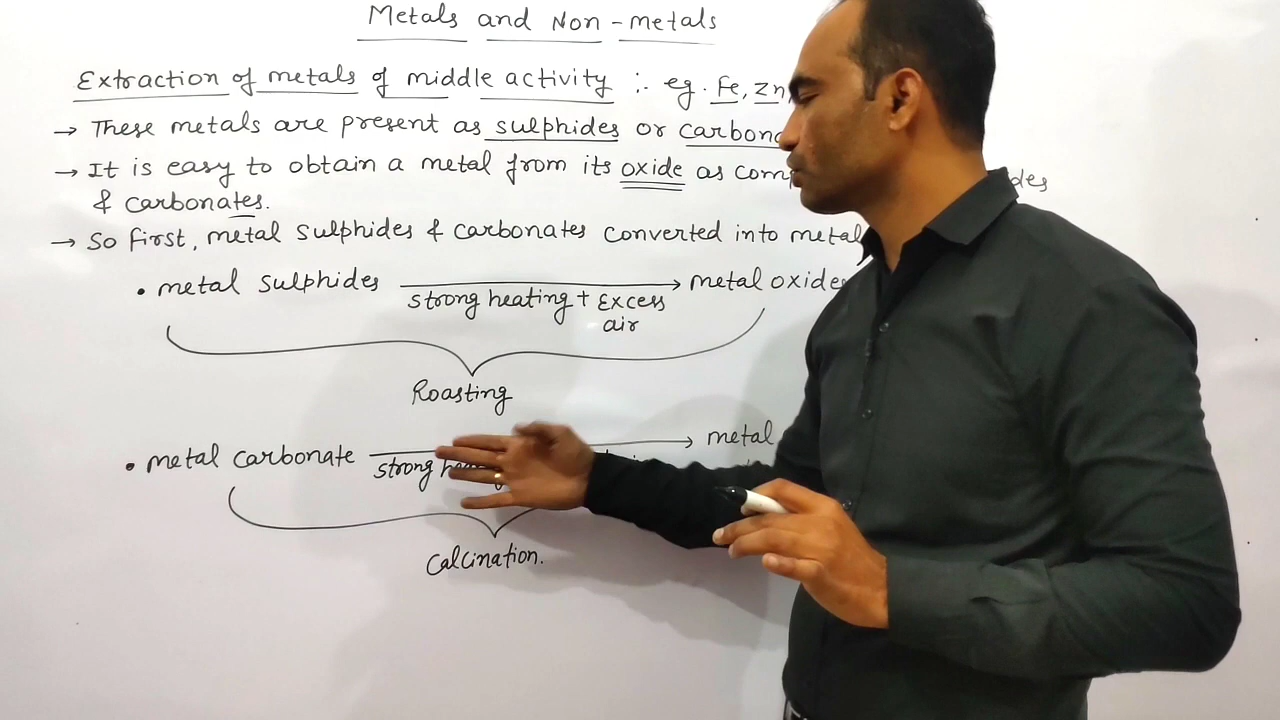 Metals and Non-metals
Extraction of metals of middle activity :- eg. Fe, Zn,
→ These metals are present as sulphides or
→ It is easy to obtain a metal from its oxide as
& carbonates.
→ So first, metal sulphides & carbonates converted into metal
• metal sulphides → metal oxide
strong heating + Excess
air
Roasting
• metal carbonate → metal
strong
Calcination.